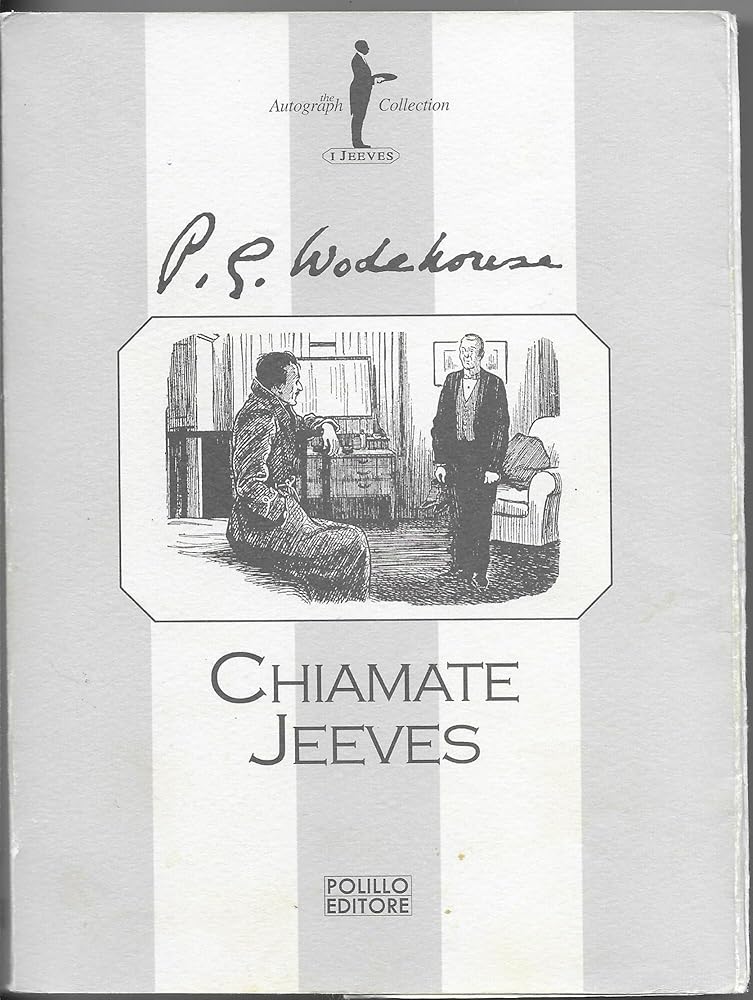 the
Autograph Collection
I JEEVES
P. G. Wodehouse
CHIAMATE
JEEVES
POLILLO
EDITORE